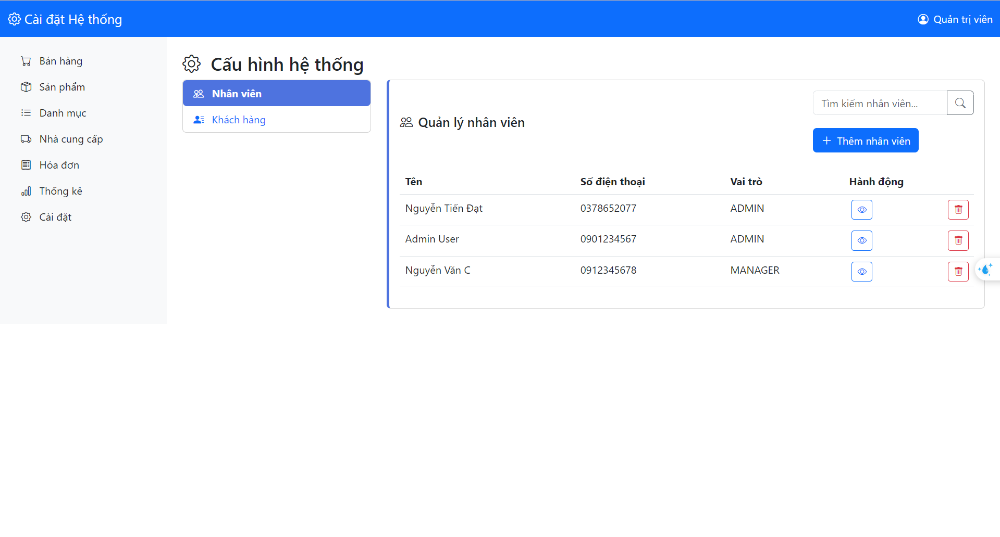 Cài đặt Hệ thống
Quản trị viên
Bán hàng
Sản phẩm
Danh mục
Nhà cung cấp
Hóa đơn
Thống kê
Cài đặt
Cấu hình hệ thống
Nhân viên
Khách hàng
Quản lý nhân viên
Tìm kiếm nhân viên...
Thêm nhân viên
Tên Số điện thoại Vai trò Hành động
Nguyễn Tiến Đạt 0378652077 ADMIN
Admin User 0901234567 ADMIN
Nguyễn Văn C 0912345678 MANAGER